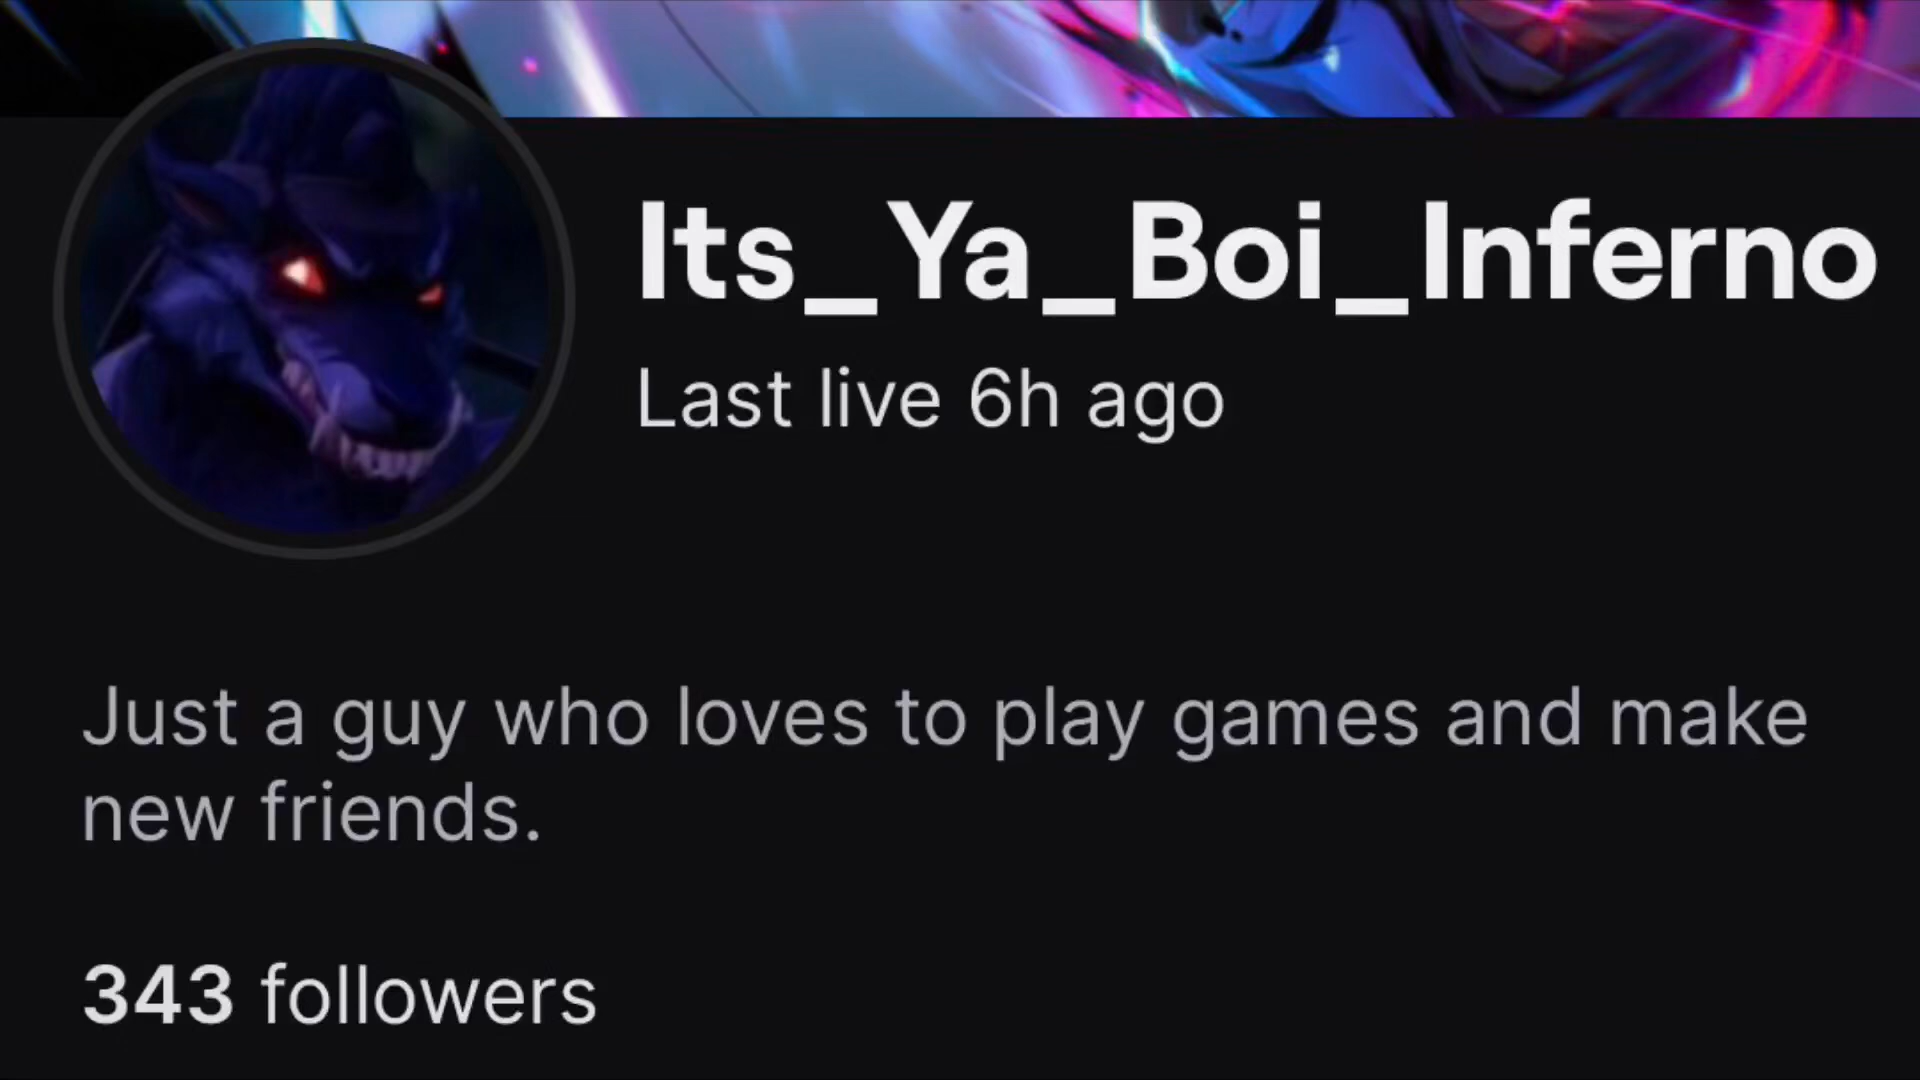 Its_Ya_Boi_Inferno
Last live 6h ago
Just a guy who loves to play games and make
new friends.
343 followers